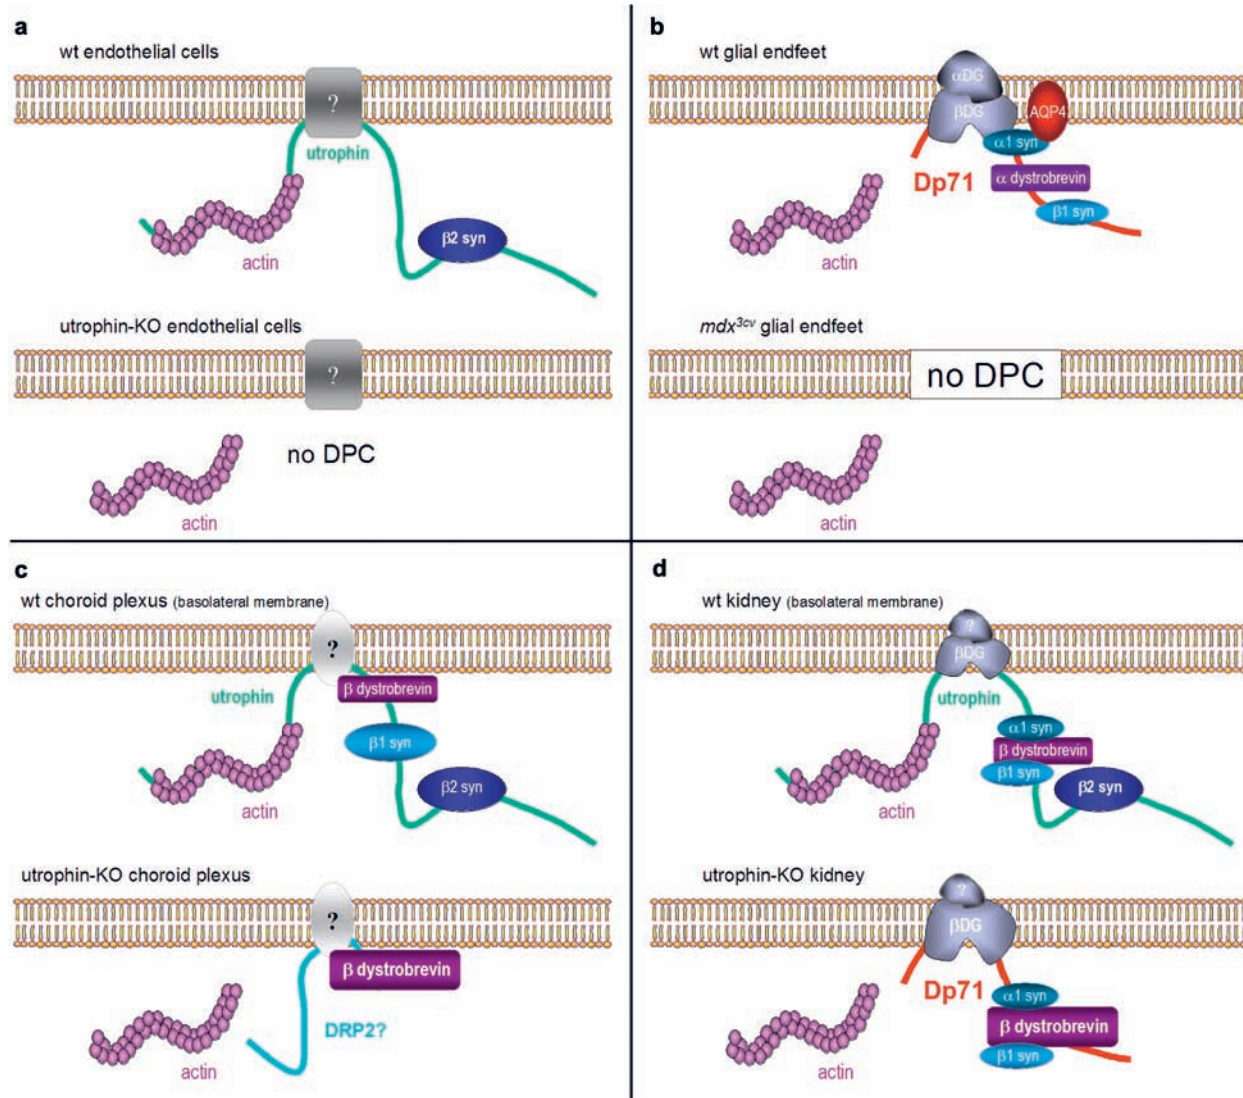 a
wt endothelial cells
?
utrophin
actin
β2 syn
utrophin-KO endothelial cells
?
no DPC
actin
b
wt glial endfeet
αDG
βDG
AQP4
α1 syn
Dp71
α dystrobrevin
β1 syn
actin
mdx3cv glial endfeet
no DPC
actin
c
wt choroid plexus (basolateral membrane)
?
utrophin
β dystrobrevin
β1 syn
β2 syn
actin
utrophin-KO choroid plexus
?
β dystrobrevin
DRP2?
actin
d
wt kidney (basolateral membrane)
?
βDG
utrophin
α1 syn
β dystrobrevin
β1 syn
β2 syn
actin
utrophin-KO kidney
?
βDG
Dp71
α1 syn
β dystrobrevin
β1 syn
actin